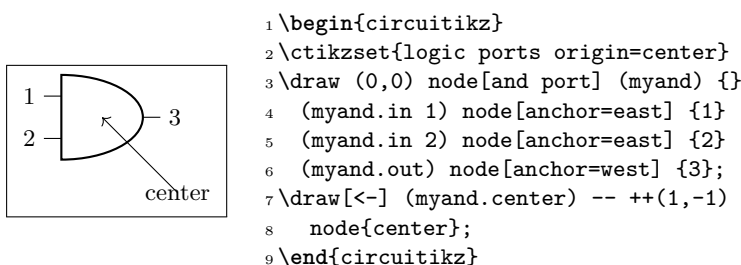 1
2
3
center
1 \begin{circuitikz}
2 \ctikzset{logic ports origin=center}
3 \draw (0,0) node[and port] (myand) {}
4   (myand.in 1) node[anchor=east] {1}
5   (myand.in 2) node[anchor=east] {2}
6   (myand.out) node[anchor=west] {3};
7 \draw[<-] (myand.center) -- ++(1,-1)
8    node{center};
9 \end{circuitikz}